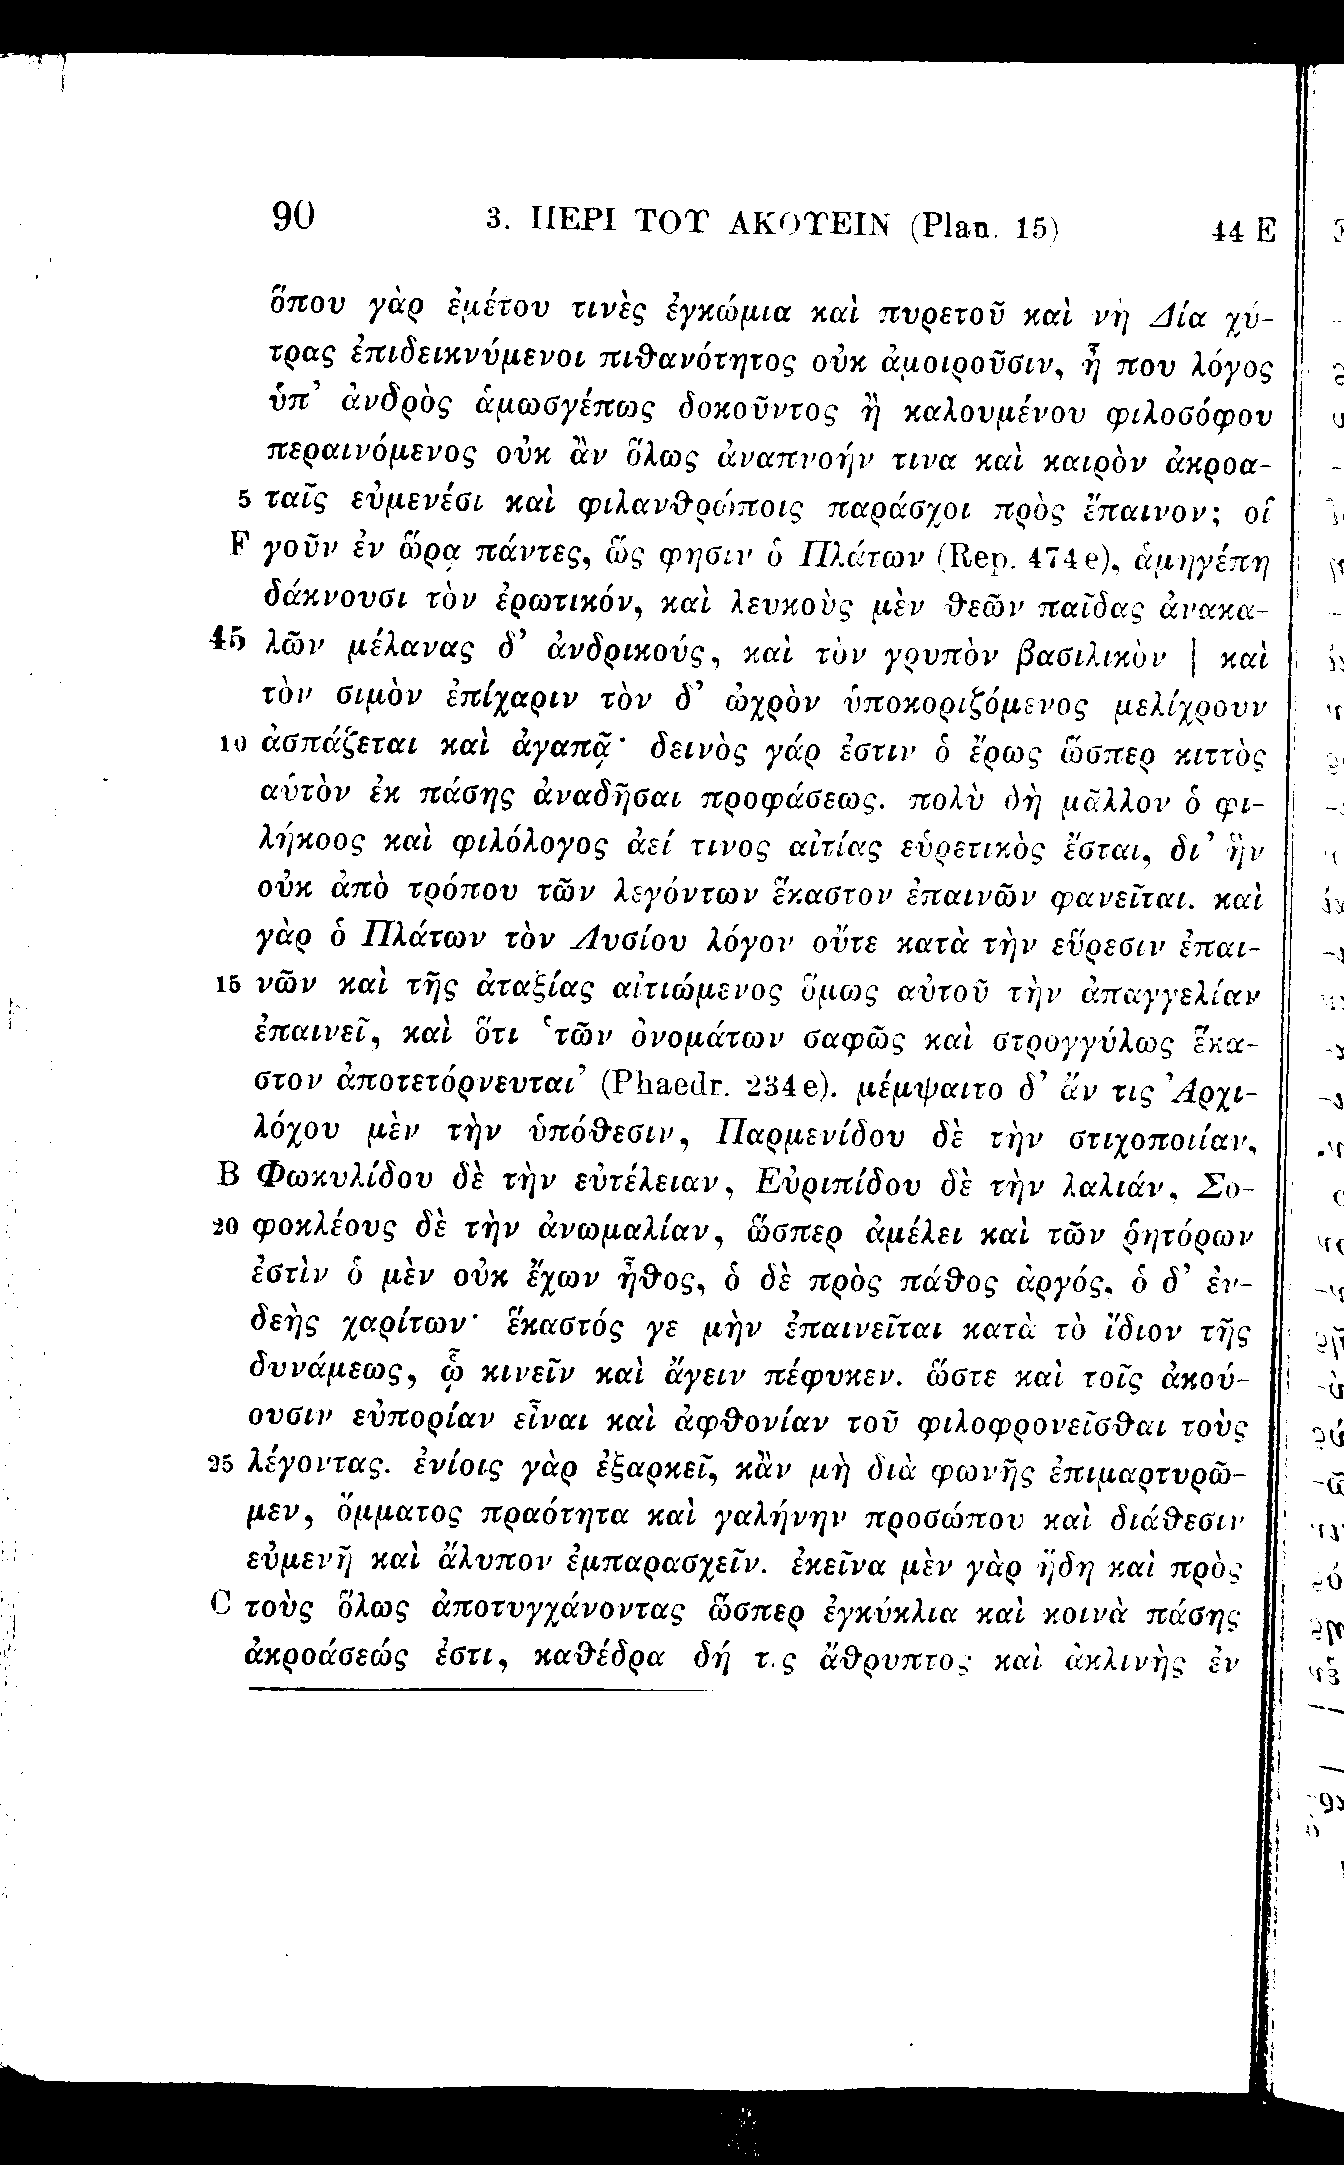 90 3. ΠΕΡΙ ΤΟΥ ΑΚΟΥΕΙΝ (Plan. 15) 44 E
ὅπου γὰρ ἐμέτου τινὲς ἐγκώμια καὶ πυρετοῦ καὶ νὴ Δία χύ-
τρας ἐπιδεικνύμενοι πιθανότητος οὐκ ἀμοιροῦσιν, ἦ που λόγος
ὑπ’ ἀνδρὸς ἁμωσγέπως δοκοῦντος ἢ καλουμένου φιλοσόφου
περαινόμενος οὐκ ἂν ὅλως ἀναπνοήν τινα καὶ καιρὸν ἀκροα-
5 ταῖς εὐμενέσι καὶ φιλανθρώποις παράσχοι πρὸς ἔπαινον; οἱ
F γοῦν ἐν ὥρᾳ πάντες, ὥς φησιν ὁ Πλάτων (Rep. 474 e), ἁμηγέπη
δάκνουσι τὸν ἐρωτικόν, καὶ λευκοὺς μὲν θεῶν παῖδας ἀνακα-
45 λῶν μέλανας δ’ ἀνδρικούς, καὶ τὸν γρυπὸν βασιλικὸν | καὶ
τὸν σιμὸν ἐπίχαριν τὸν δ’ ὠχρὸν ὑποκοριζόμενος μελίχρουν
10 ἀσπάζεται καὶ ἀγαπᾷ· δεινὸς γάρ ἐστιν ὁ ἔρως ὥσπερ κιττὸς
αὑτὸν ἐκ πάσης ἀναδῆσαι προφάσεως. πολὺ δὴ μᾶλλον ὁ φι-
λήκοος καὶ φιλόλογος ἀεί τινος αἰτίας εὑρετικὸς ἔσται, δι’ ἣν
οὐκ ἀπὸ τρόπου τῶν λεγόντων ἕκαστον ἐπαινῶν φανεῖται. καὶ
γὰρ ὁ Πλάτων τὸν Λυσίου λόγον οὔτε κατὰ τὴν εὕρεσιν ἐπαι-
15 νῶν καὶ τῆς ἀταξίας αἰτιώμενος ὅμως αὐτοῦ τὴν ἀπαγγελίαν
ἐπαινεῖ, καὶ ὅτι ‘τῶν ὀνομάτων σαφῶς καὶ στρογγύλως ἕκα-
στον ἀποτετόρνευται’ (Phaedr. 234 e). μέμψαιτο δ’ ἄν τις Ἀρχι-
λόχου μὲν τὴν ὑπόθεσιν, Παρμενίδου δὲ τὴν στιχοποιίαν,
B Φωκυλίδου δὲ τὴν εὐτέλειαν, Εὐριπίδου δὲ τὴν λαλιάν, Σο-
20 φοκλέους δὲ τὴν ἀνωμαλίαν, ὥσπερ ἀμέλει καὶ τῶν ῥητόρων
ἐστὶν ὁ μὲν οὐκ ἔχων ἦθος, ὁ δὲ πρὸς πάθος ἀργός, ὁ δ’ ἐν-
δεὴς χαρίτων· ἕκαστός γε μὴν ἐπαινεῖται κατὰ τὸ ἴδιον τῆς
δυνάμεως, ᾧ κινεῖν καὶ ἄγειν πέφυκεν. ὥστε καὶ τοῖς ἀκού-
ουσιν εὐπορίαν εἶναι καὶ ἀφθονίαν τοῦ φιλοφρονεῖσθαι τοὺς
25 λέγοντας. ἐνίοις γὰρ ἐξαρκεῖ, κἂν μὴ διὰ φωνῆς ἐπιμαρτυρῶ-
μεν, ὄμματος πραότητα καὶ γαλήνην προσώπου καὶ διάθεσιν
εὐμενῆ καὶ ἄλυπον ἐμπαρασχεῖν. ἐκεῖνα μὲν γὰρ ἤδη καὶ πρὸς
C τοὺς ὅλως ἀποτυγχάνοντας ὥσπερ ἐγκύκλια καὶ κοινὰ πάσης
ἀκροάσεώς ἐστι, καθέδρα δή τις ἄθρυπτος καὶ ἀκλινὴς ἐν